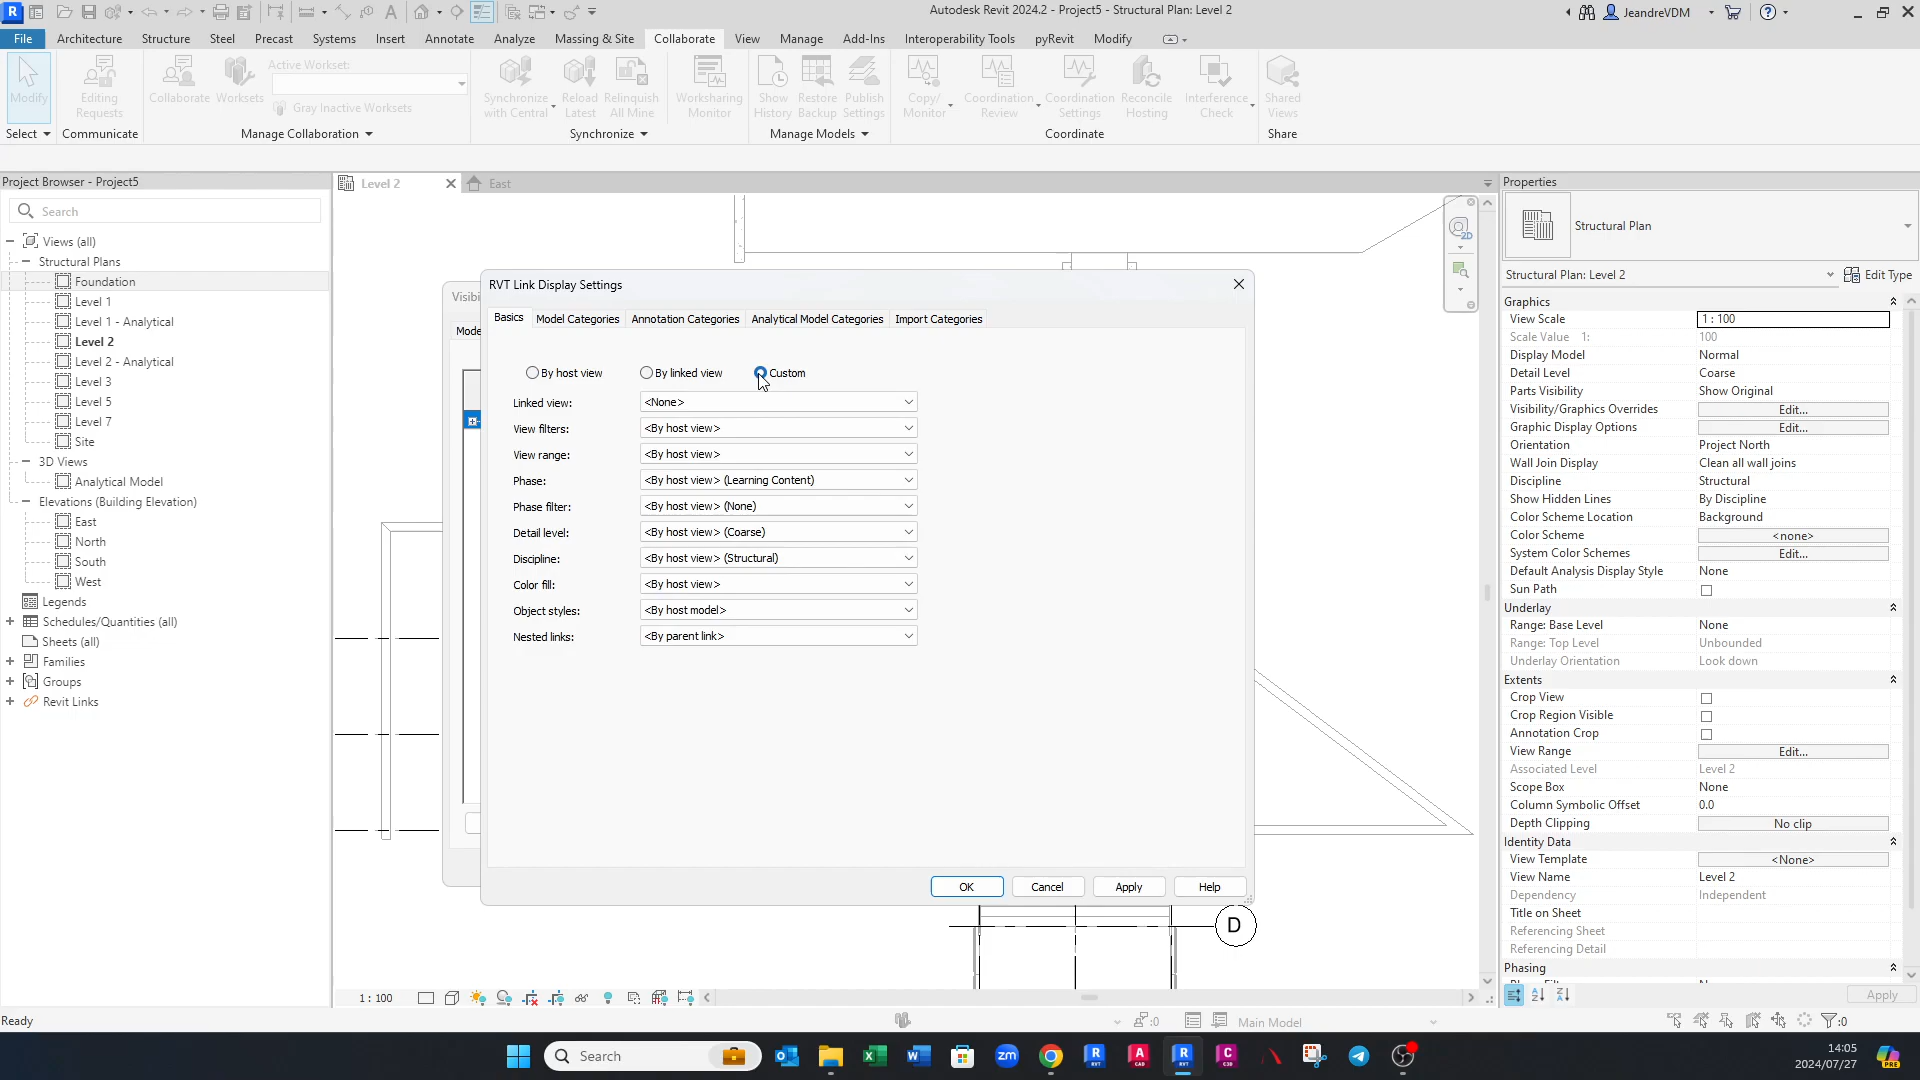 Autodesk Revit 2024.2 - Project5 - Structural Plan: Level 2
JeandreVDM
File
Architecture
Structure
Steel
Precast
Systems
Insert
Annotate
Analyze
Massing & Site
Collaborate
View
Manage
Add-Ins
Interoperability Tools
pyRevit
Modify
Modify
Editing Requests
Collaborate
Worksets
Active Workset:
Gray Inactive Worksets
Synchronize with Central
Reload Latest
Relinquish All Mine
Worksharing Monitor
Show History
Restore Backup
Publish Settings
Copy/ Monitor
Coordination Review
Coordination Settings
Reconcile Hosting
Interference Check
Shared Views
Select
Communicate
Manage Collaboration
Synchronize
Manage Models
Coordinate
Share
Project Browser - Project5
Search
Views (all)
Structural Plans
Foundation
Level 1
Level 1 - Analytical
Level 2
Level 2 - Analytical
Level 3
Level 5
Level 7
Site
3D Views
Analytical Model
Elevations (Building Elevation)
East
North
South
West
Legends
Schedules/Quantities (all)
Sheets (all)
Families
Groups
Revit Links
Level 2
East
2D
D
RVT Link Display Settings
Basics
Model Categories
Annotation Categories
Analytical Model Categories
Import Categories
By host view
By linked view
Custom
Linked view: <None>
View filters: <By host view>
View range: <By host view>
Phase: <By host view> (Learning Content)
Phase filter: <By host view> (None)
Detail level: <By host view> (Coarse)
Discipline: <By host view> (Structural)
Color fill: <By host view>
Object styles: <By host model>
Nested links: <By parent link>
OK
Cancel
Apply
Help
Properties
Structural Plan
Structural Plan: Level 2
Edit Type
Graphics
View Scale 1 : 100
Scale Value 1: 100
Display Model Normal
Detail Level Coarse
Parts Visibility Show Original
Visibility/Graphics Overrides Edit...
Graphic Display Options Edit...
Orientation Project North
Wall Join Display Clean all wall joins
Discipline Structural
Show Hidden Lines By Discipline
Color Scheme Location Background
Color Scheme <none>
System Color Schemes Edit...
Default Analysis Display Style None
Sun Path
Underlay
Range: Base Level None
Range: Top Level Unbounded
Underlay Orientation Look down
Extents
Crop View
Crop Region Visible
Annotation Crop
View Range Edit...
Associated Level Level 2
Scope Box None
Column Symbolic Offset 0.0
Depth Clipping No clip
Identity Data
View Template <None>
View Name Level 2
Dependency Independent
Title on Sheet
Referencing Sheet
Referencing Detail
Phasing
Apply
1 : 100
Ready
:0
Main Model
:0
Search
14:05
2024/07/27